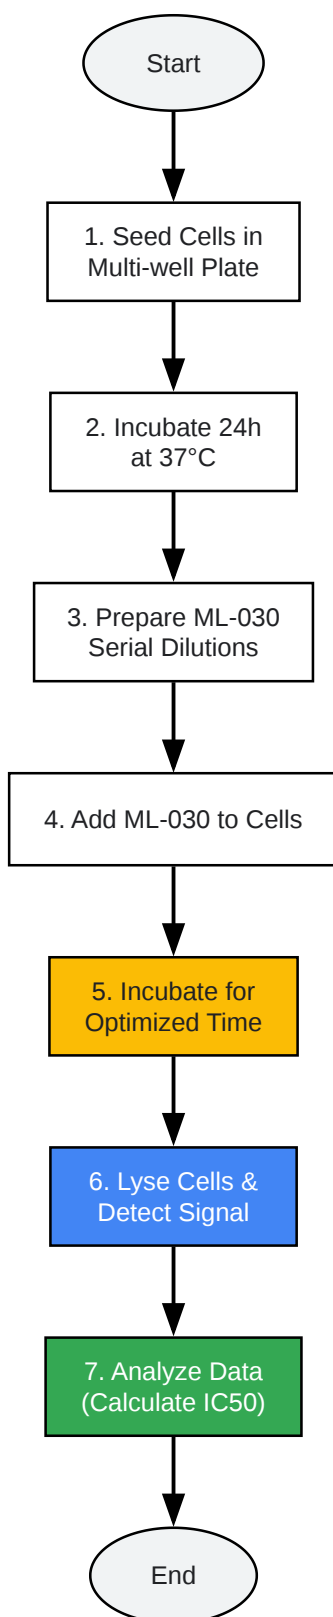 Start
1. Seed Cells in
Multi-well Plate
2. Incubate 24h
at 37°C
3. Prepare ML-030
Serial Dilutions
4. Add ML-030 to Cells
5. Incubate for
Optimized Time
6. Lyse Cells &
Detect Signal
7. Analyze Data
(Calculate IC50)
End